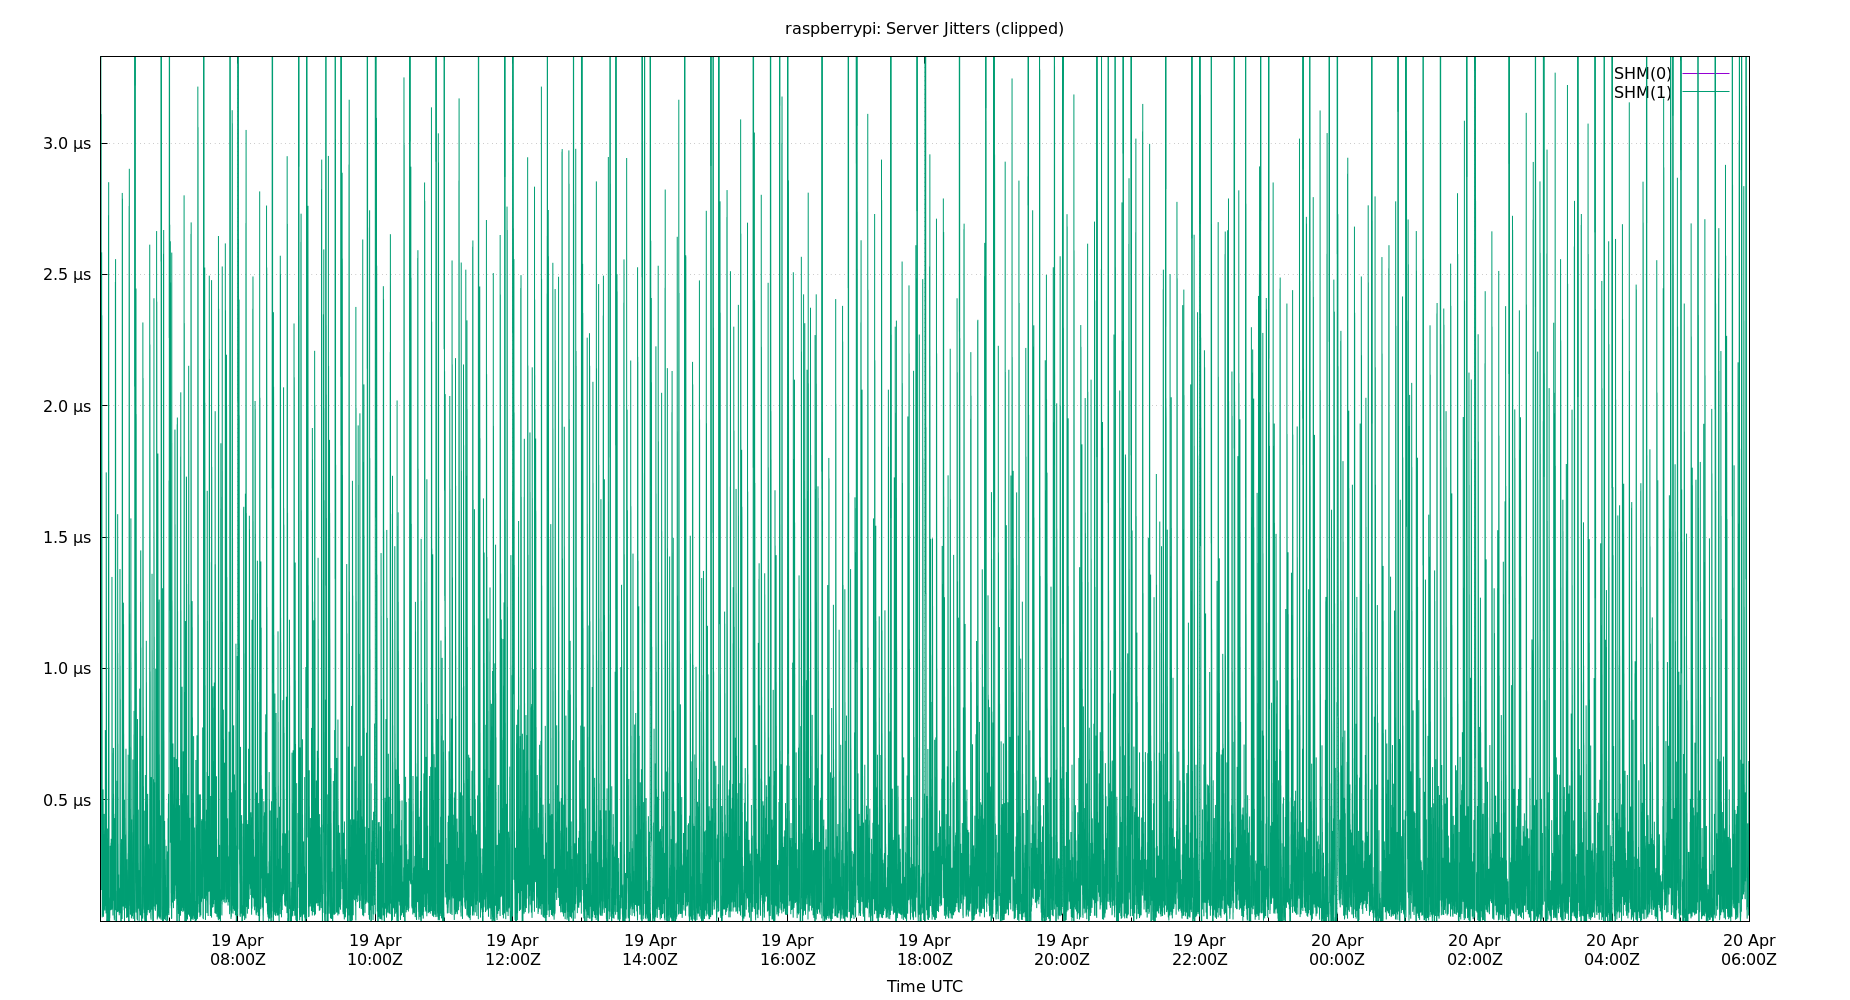 raspberrypi: Server Jitters (clipped)
SHM(0)
SHM(1)
3.0 µs
2.5 µs
2.0 µs
1.5 µs
1.0 µs
0.5 µs
19 Apr 19 Apr 19 Apr 19 Apr 19 Apr 19 Apr 19 Apr 19 Apr 20 Apr 20 Apr 20 Apr 20 Apr
08:00Z 10:00Z 12:00Z 14:00Z 16:00Z 18:00Z 20:00Z 22:00Z 00:00Z 02:00Z 04:00Z 06:00Z
Time UTC